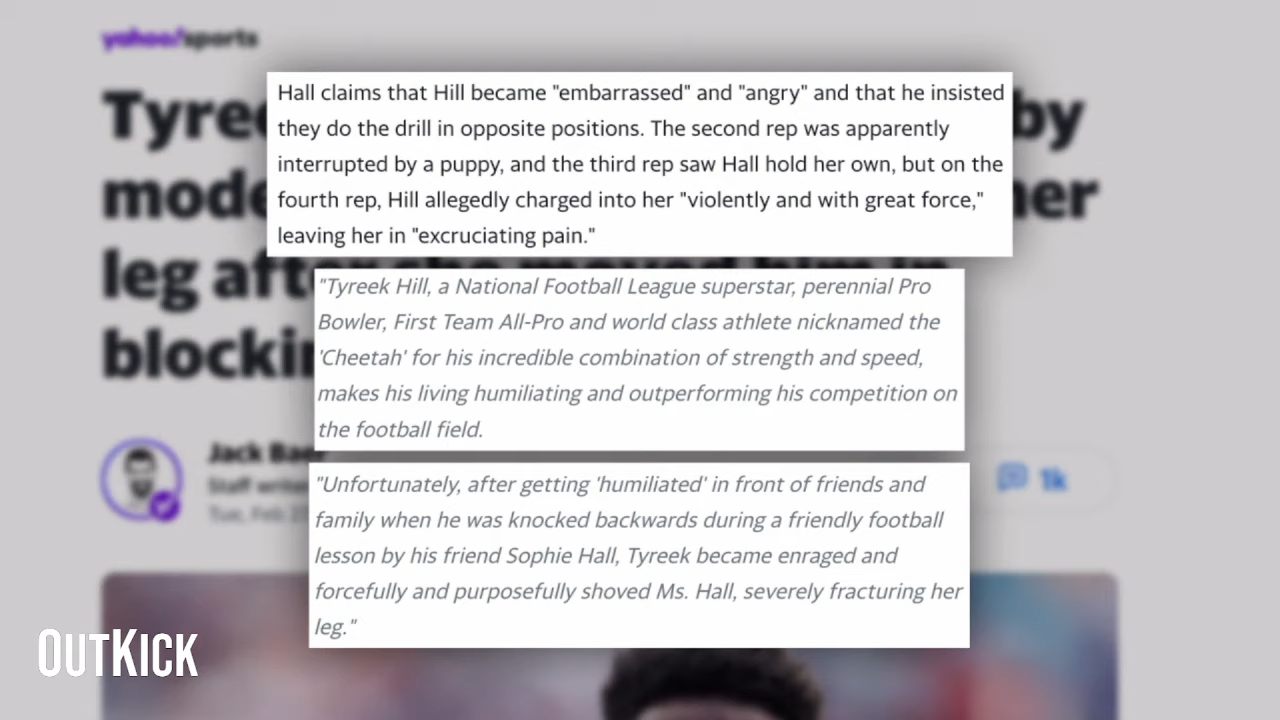 yahoo!sports
Hall claims that Hill became "embarrassed" and "angry" and that he insisted
they do the drill in opposite positions. The second rep was apparently
interrupted by a puppy, and the third rep saw Hall hold her own, but on the
fourth rep, Hill allegedly charged into her "violently and with great force,"
leaving her in "excruciating pain."
by
her
leg
"Tyreek Hill, a National Football League superstar, perennial Pro
Bowler, First Team All-Pro and world class athlete nicknamed the
'Cheetah' for his incredible combination of strength and speed,
makes his living humiliating and outperforming his competition on
the football field.
"Unfortunately, after getting 'humiliated' in front of friends and
family when he was knocked backwards during a friendly football
lesson by his friend Sophie Hall, Tyreek became enraged and
forcefully and purposefully shoved Ms. Hall, severely fracturing her
leg."
Jack
Staff
Tue, Feb
1k
OUTKICK